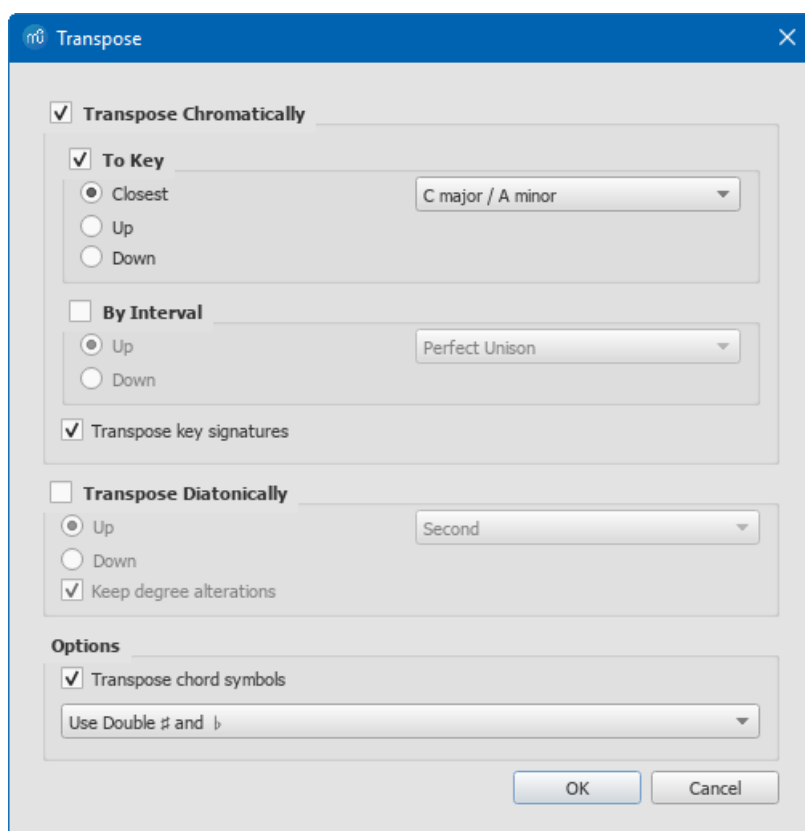 Transpose
Transpose Chromatically
To Key
Closest
C major / A minor
Up
Down
By Interval
Up
Perfect Unison
Down
Transpose key signatures
Transpose Diatonically
Up
Second
Down
Keep degree alterations
Options
Transpose chord symbols
Use Double ♯ and ♭
OK
Cancel